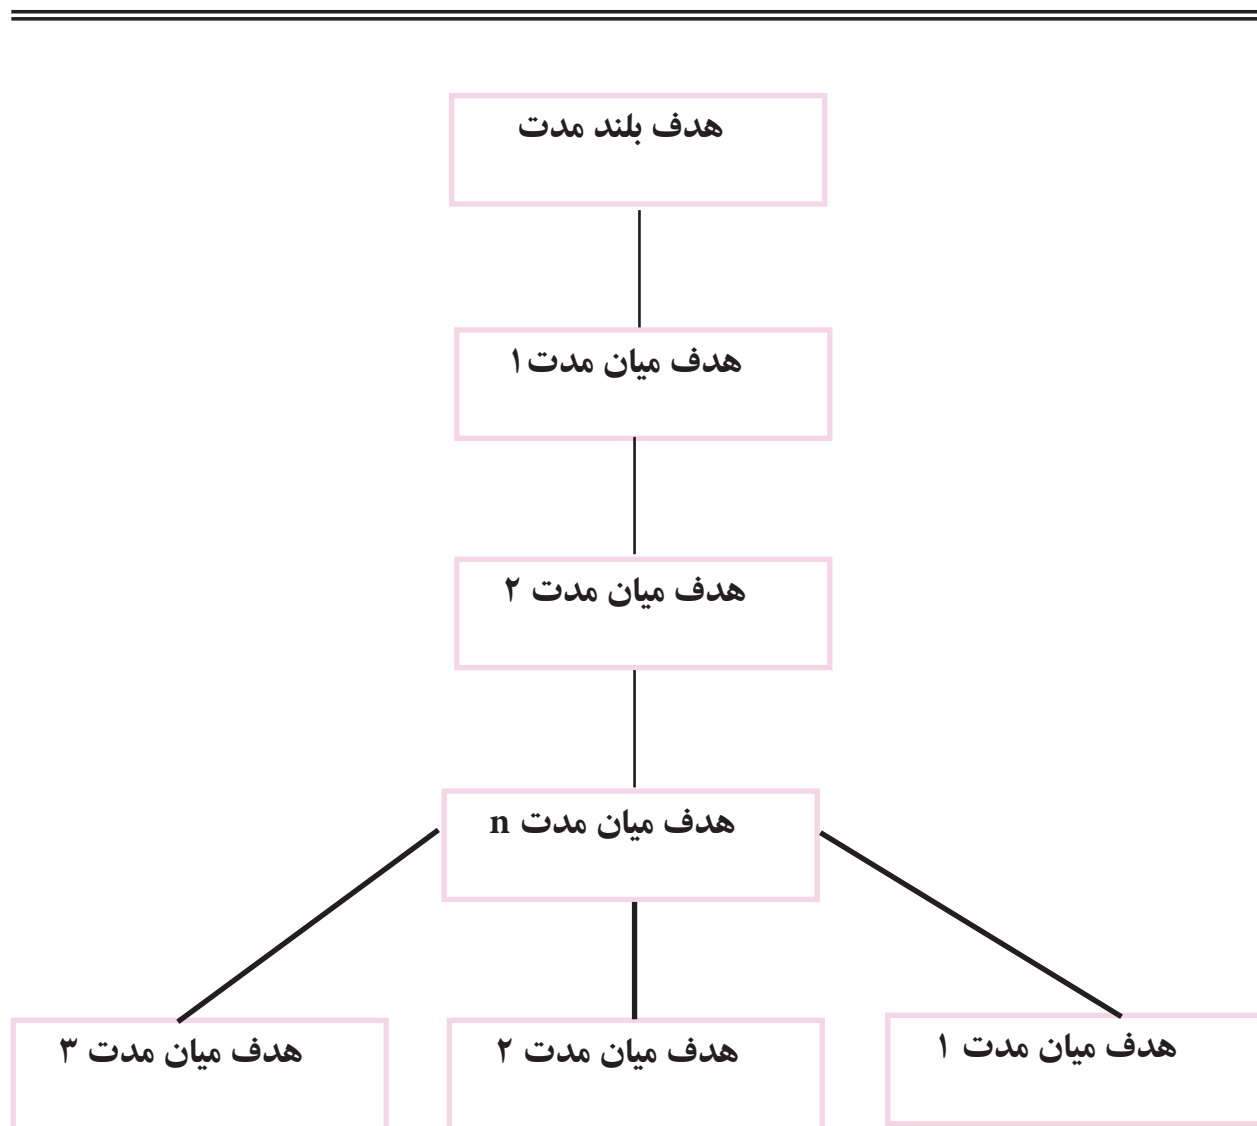 هدف بلند مدت
هدف میان مدت ۱
هدف میان مدت ۲
هدف میان مدت n
هدف میان مدت ۱
هدف میان مدت ۲
هدف میان مدت ۳